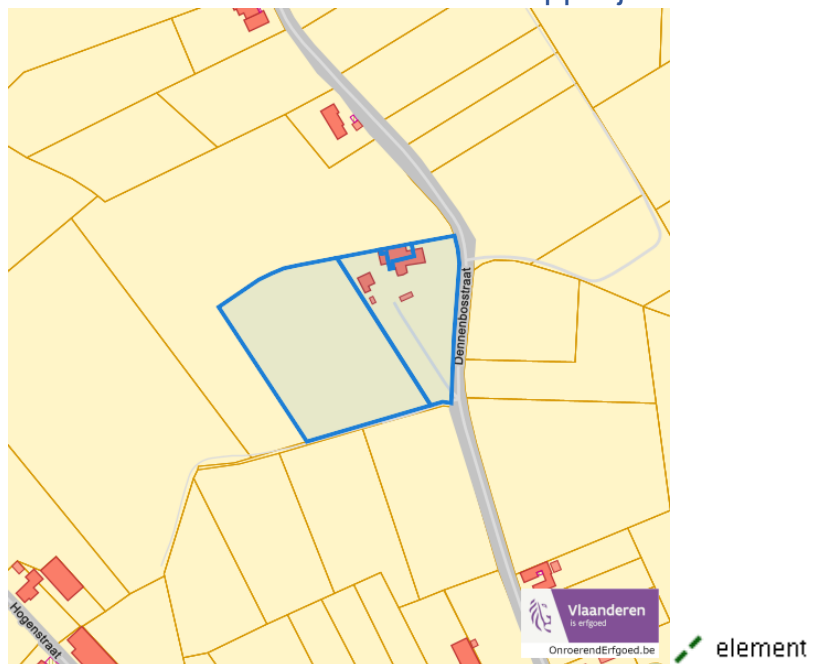 Dennenbosstraat
Hogenstraat
Vlaanderen
is erfgoed
OnroerendErfgoed.be
element